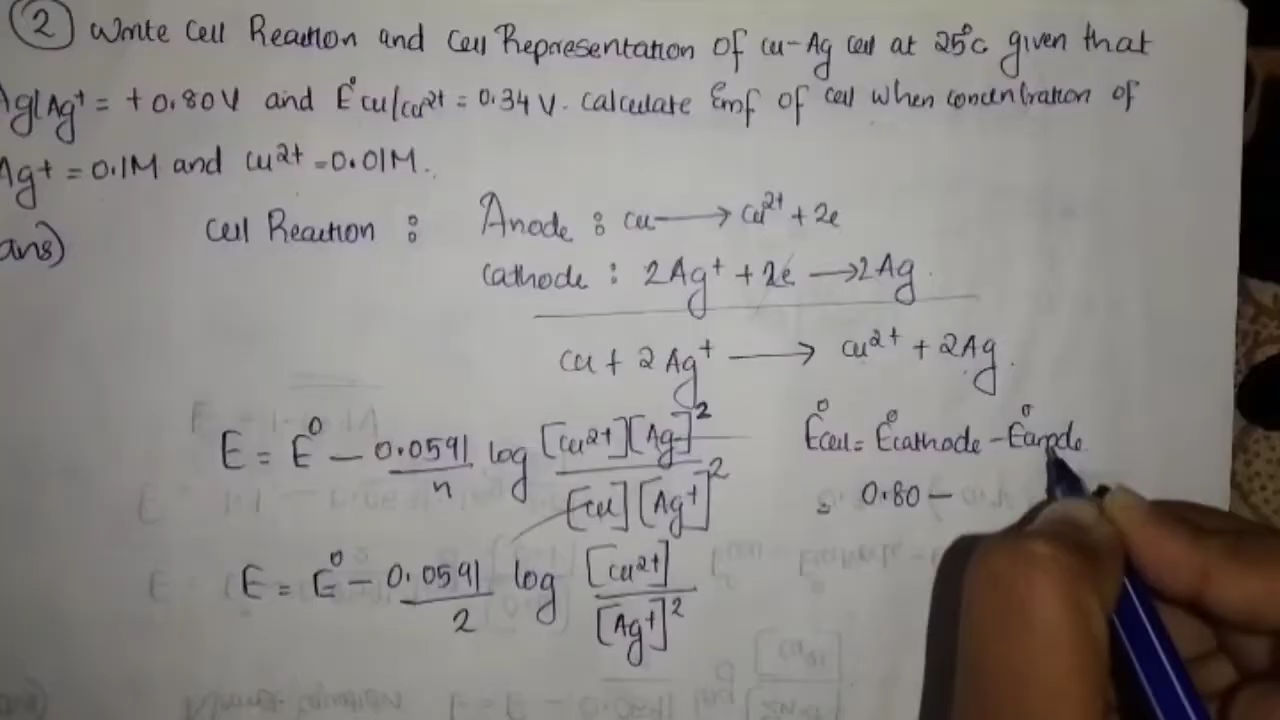 ② Write Cell Reaction and Cell Representation of Cu-Ag cell at 25°C given that
Ag|Ag⁺ = +0.80V and E° Cu/Cu²⁺ = 0.34V. Calculate Emf of cell when concentration of
Ag⁺ = 0.1M and Cu²⁺ = 0.01M.
ans) Cell Reaction : Anode : Cu → Cu²⁺ + 2e
Cathode : 2Ag⁺ + 2e → 2Ag.
Cu + 2Ag⁺ → Cu²⁺ + 2Ag.
E = E° - 0.0591/n log [Cu²⁺][Ag]²/[Cu][Ag⁺]² E°cell = E°cathode - E°anode
= 0.80 -
E = E° - 0.0591/2 log [Cu²⁺]/[Ag⁺]²